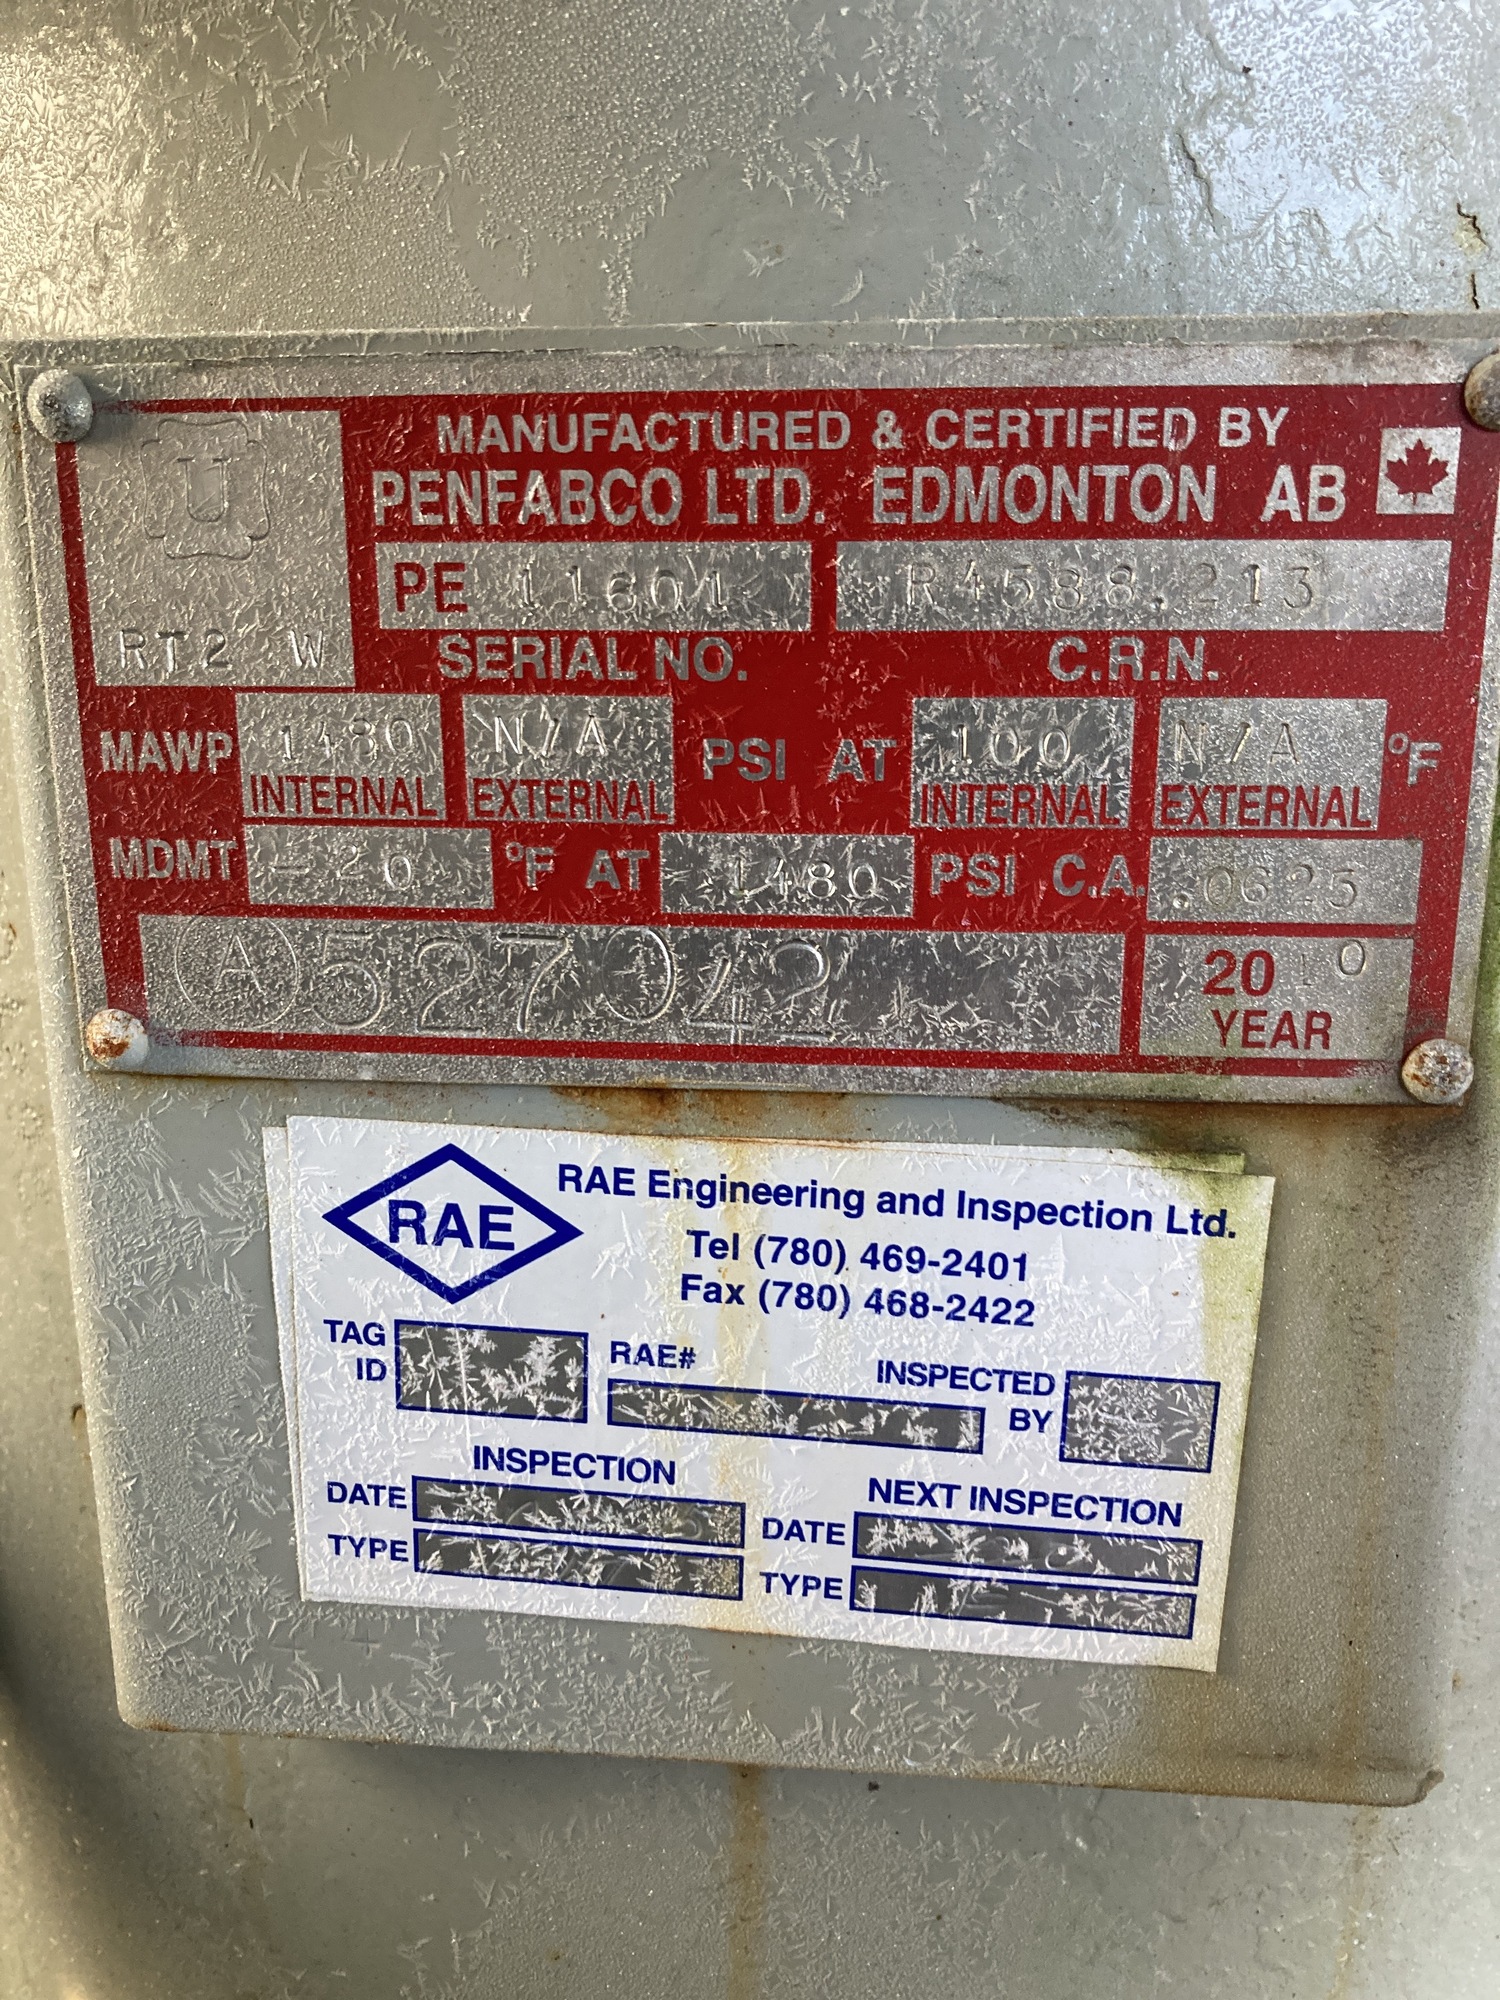 U
RT2 W
MANUFACTURED & CERTIFIED BY
PENFABCO LTD. EDMONTON AB
PE 11601
R4588.213
SERIAL NO.
C.R.N.
MAWP 1480 INTERNAL N/A EXTERNAL PSI AT 100 INTERNAL N/A EXTERNAL °F
MDMT -20 °F AT 1480 PSI C.A. .0625
A 527042
2010
YEAR
RAE
RAE Engineering and Inspection Ltd.
Tel (780) 469-2401
Fax (780) 468-2422
TAG
ID
RAE#
INSPECTED
BY
INSPECTION
DATE
TYPE
NEXT INSPECTION
DATE
TYPE